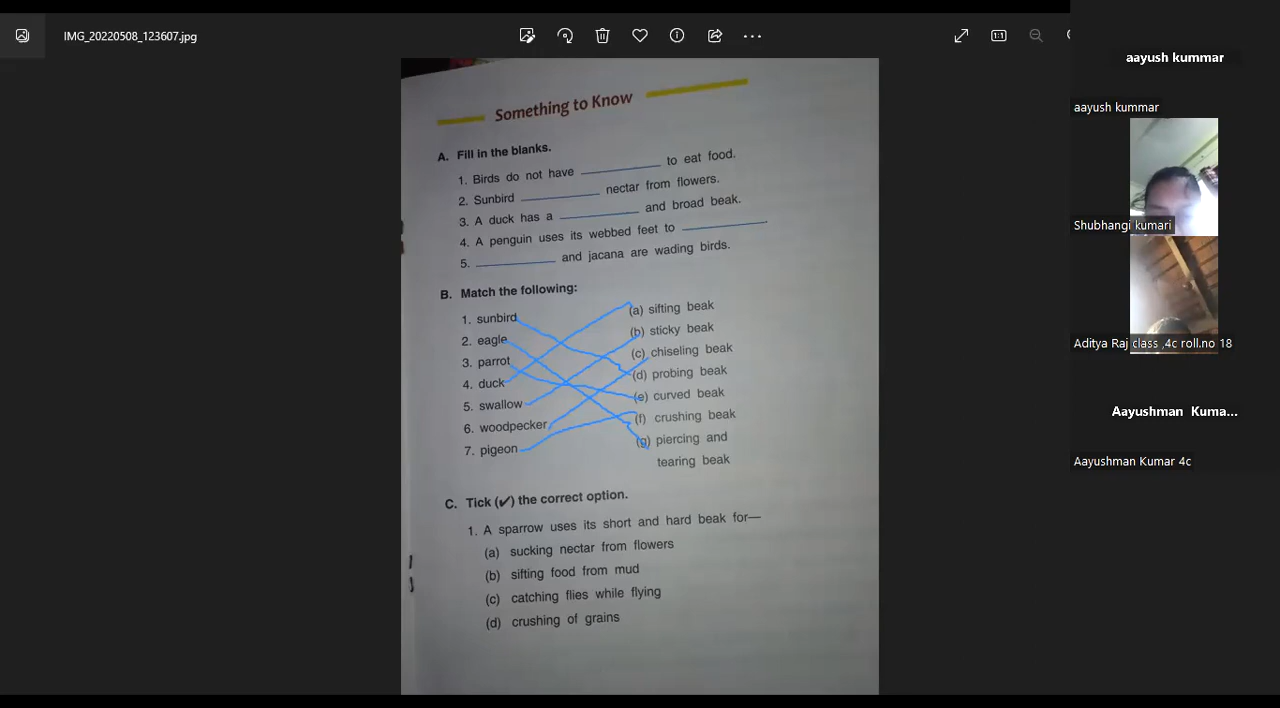 IMG_20220508_123607.jpg
Something to Know
A. Fill in the blanks.
1. Birds do not have __________ to eat food.
2. Sunbird __________ nectar from flowers.
3. A duck has a __________ and broad beak.
4. A penguin uses its webbed feet to __________.
5. __________ and jacana are wading birds.
B. Match the following:
1. sunbird (a) sifting beak
2. eagle (b) sticky beak
3. parrot (c) chiseling beak
4. duck (d) probing beak
5. swallow (e) curved beak
6. woodpecker (f) crushing beak
7. pigeon (g) piercing and
tearing beak
C. Tick (✔) the correct option.
1. A sparrow uses its short and hard beak for—
(a) sucking nectar from flowers
(b) sifting food from mud
(c) catching flies while flying
(d) crushing of grains
aayush kummar
aayush kummar
Shubhangi kumari
Aditya Raj class ,4c roll.no 18
Aayushman Kuma...
Aayushman Kumar 4c